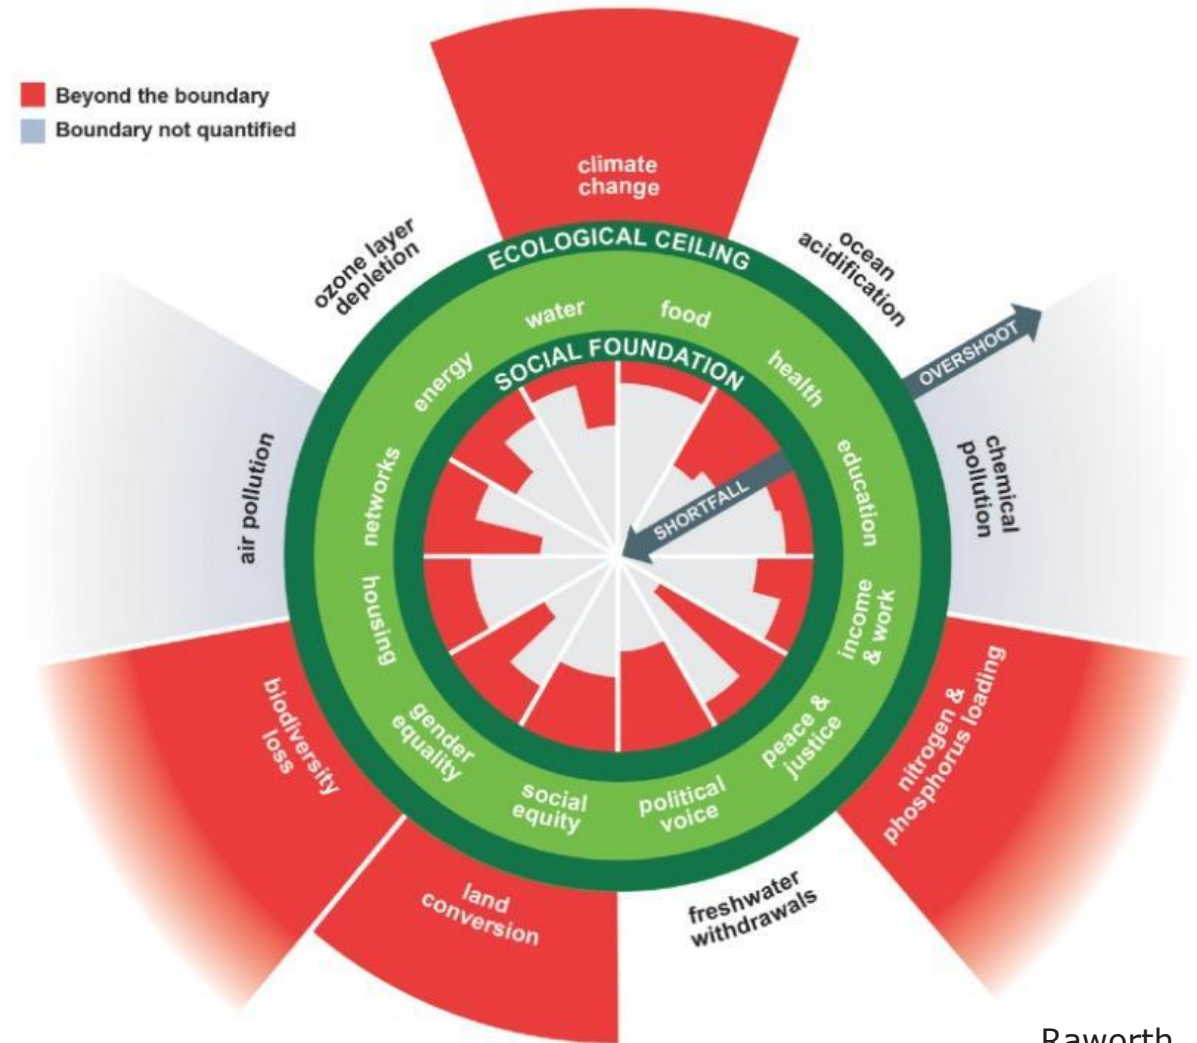 Beyond the boundary
Boundary not quantified
climate
change
ECOLOGICAL CEILING
ozone layer
depletion
ocean
acidification
OVERSHOOT
water
food
energy
SOCIAL FOUNDATION
health
networks
education
SHORTFALL
air pollution
chemical
pollution
housing
income
& work
gender
equality
social
equity
political
voice
peace &
justice
biodiversity
loss
nitrogen &
phosphorus loading
land
conversion
freshwater
withdrawals
Raworth